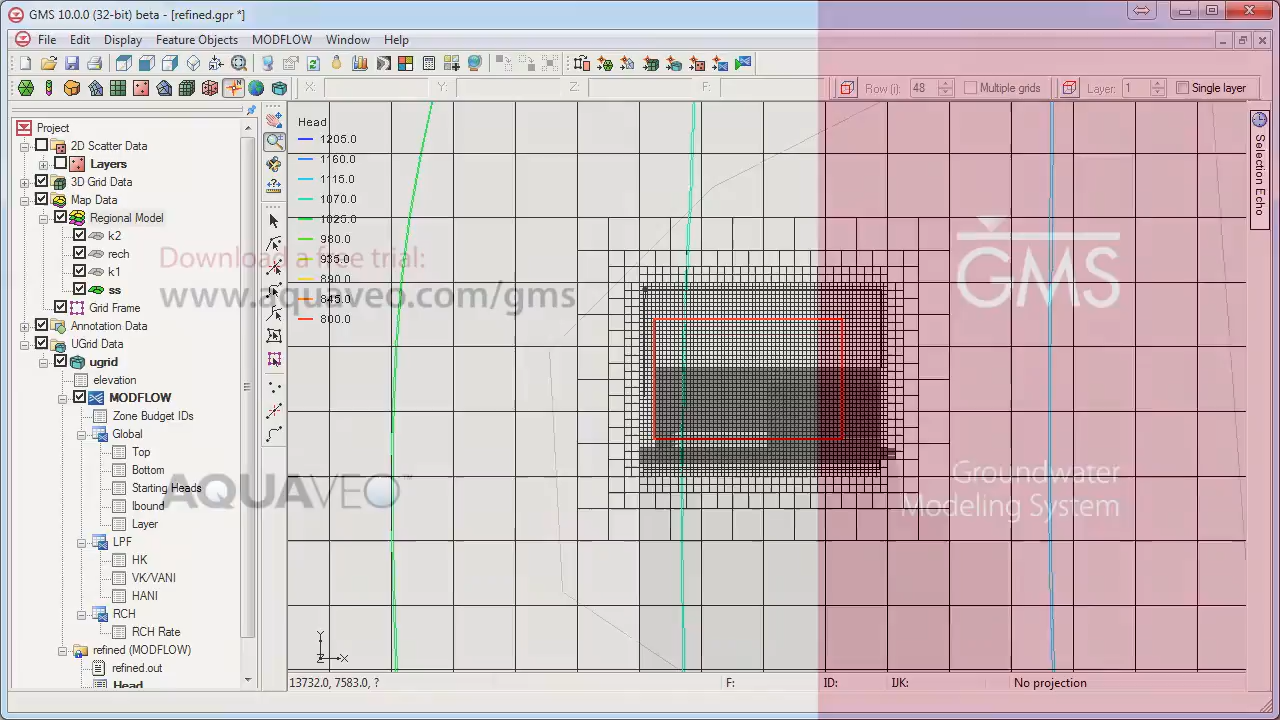 GMS 10.0.0 (32-bit) beta - [refined.gpr *]
File Edit Display Feature Objects MODFLOW Window Help
X: Y: Z: F: Row (i): 48 Multiple grids Layer: 1 Single layer
Project
2D Scatter Data
Layers
3D Grid Data
Map Data
Regional Model
k2
rech
k1
ss
Grid Frame
Annotation Data
UGrid Data
ugrid
elevation
MODFLOW
Zone Budget IDs
Global
Top
Bottom
Starting Heads
Ibound
Layer
LPF
HK
VK/VANI
HANI
RCH
RCH Rate
refined (MODFLOW)
refined.out
Head
Head
1205.0
1160.0
1115.0
1070.0
1025.0
980.0
935.0
890.0
845.0
800.0
Download a free trial:
www.aquaveo.com/gms
AQUAVEO™
GMS
Groundwater
Modeling System
Selection Echo
Y
Z X
13732.0, 7583.0, ? F: ID: IJK: No projection